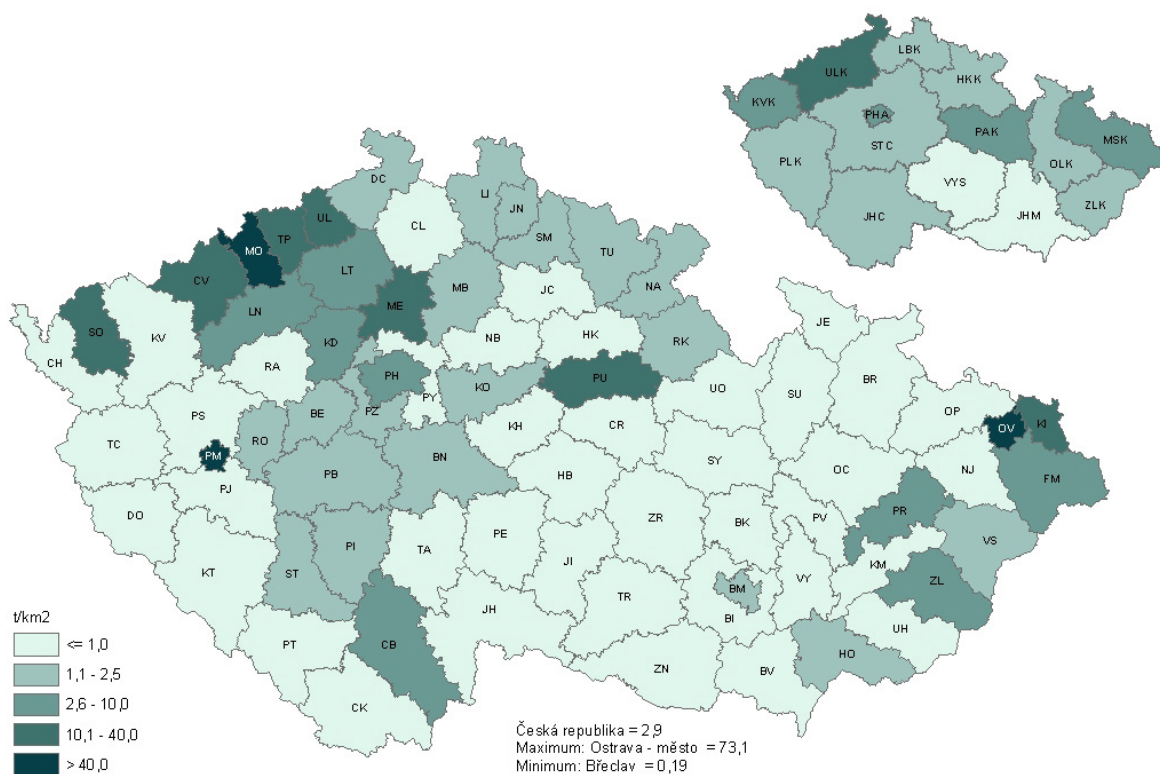 LBK
ULK
HKK
KVK
PHA
PAK
MSK
STC
PLK
OLK
VYS
ZLK
JHC
JHM
DC
LI
JN
UL
CL
TP
MO
SM
TU
LT
CV
MB
NA
ME
JC
LN
JE
SO
KV
KD
NB
HK
RK
CH
RA
PH
BR
KO
PU
UO
SU
PS
BE
PZ
PY
OP
OV
KI
TC
RO
KH
CR
PM
BN
SY
OC
NJ
FM
PB
HB
PJ
DO
PR
ZR
BK
PV
VS
PE
TA
PI
KT
ST
JI
VY
KM
ZL
BM
TR
JH
BI
UH
PT
CB
HO
ZN
BV
CK
t/km2
<= 1,0
1,1 - 2,5
2,6 - 10,0
10,1 - 40,0
> 40,0
Česká republika = 2,9
Maximum: Ostrava - město = 73,1
Minimum: Břeclav = 0,19